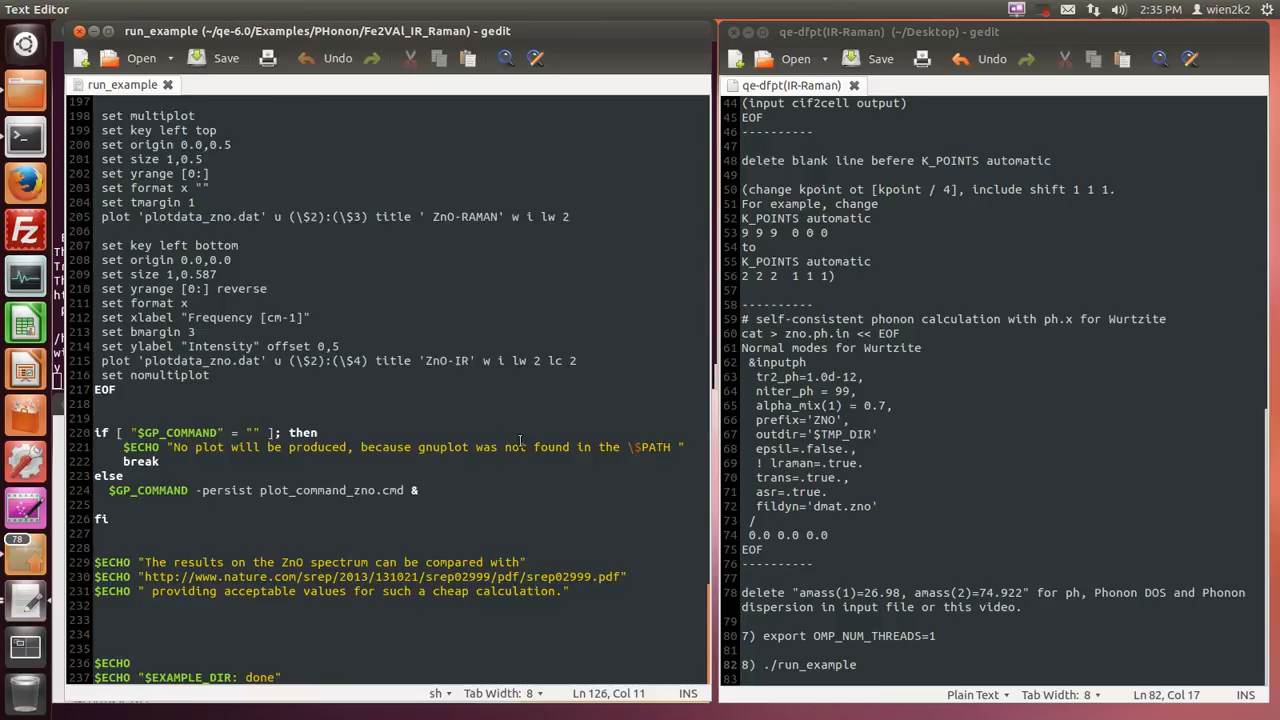 Text Editor
2:35 PM
wien2k2
run_example (~/qe-6.0/Examples/PHonon/Fe2VAl_IR_Raman) - gedit
Open
Save
Undo
run_example
197
198 set multiplot
199 set key left top
200 set origin 0.0,0.5
201 set size 1,0.5
202 set yrange [0:]
203 set format x ""
204 set tmargin 1
205 plot 'plotdata_zno.dat' u (\$2):(\$3) title ' ZnO-RAMAN' w i lw 2
206
207 set key left bottom
208 set origin 0.0,0.0
209 set size 1,0.587
210 set yrange [0:] reverse
211 set format x
212 set xlabel "Frequency [cm-1]"
213 set bmargin 3
214 set ylabel "Intensity" offset 0,5
215 plot 'plotdata_zno.dat' u (\$2):(\$4) title 'ZnO-IR' w i lw 2 lc 2
216 set nomultiplot
217 EOF
218
219
220 if [ "$GP_COMMAND" = "" ]; then
221 $ECHO "No plot will be produced, because gnuplot was not found in the \$PATH "
222 break
223 else
224 $GP_COMMAND -persist plot_command_zno.cmd &
225
226 fi
227
228
229 $ECHO "The results on the ZnO spectrum can be compared with"
230 $ECHO "http://www.nature.com/srep/2013/131021/srep02999/pdf/srep02999.pdf"
231 $ECHO " providing acceptable values for such a cheap calculation."
232
233
234
235
236 $ECHO
237 $ECHO "$EXAMPLE_DIR: done"
sh
Tab Width: 8
Ln 126, Col 11
INS
qe-dfpt(IR-Raman) (~/Desktop) - gedit
Open
Save
Undo
qe-dfpt(IR-Raman)
44 (input cif2cell output)
45 EOF
46 ----------
47
48 delete blank line befere K_POINTS automatic
49
50 (change kpoint ot [kpoint / 4], include shift 1 1 1.
51 For example, change
52 K_POINTS automatic
53 9 9 9  0 0 0
54 to
55 K_POINTS automatic
56 2 2 2  1 1 1)
57
58 ----------
59 # self-consistent phonon calculation with ph.x for Wurtzite
60 cat > zno.ph.in << EOF
61 Normal modes for Wurtzite
62 &inputph
63 tr2_ph=1.0d-12,
64 niter_ph = 99,
65 alpha_mix(1) = 0.7,
66 prefix='ZNO',
67 outdir='$TMP_DIR'
68 epsil=.false.,
69 ! lraman=.true.
70 trans=.true.,
71 asr=.true.
72 fildyn='dmat.zno'
73 /
74 0.0 0.0 0.0
75 EOF
76 ----------
77
78 delete "amass(1)=26.98, amass(2)=74.922" for ph, Phonon DOS and Phonon
dispersion in input file or this video.
79
80 7) export OMP_NUM_THREADS=1
81
82 8) ./run_example
83
Plain Text
Tab Width: 8
Ln 82, Col 17
INS
78